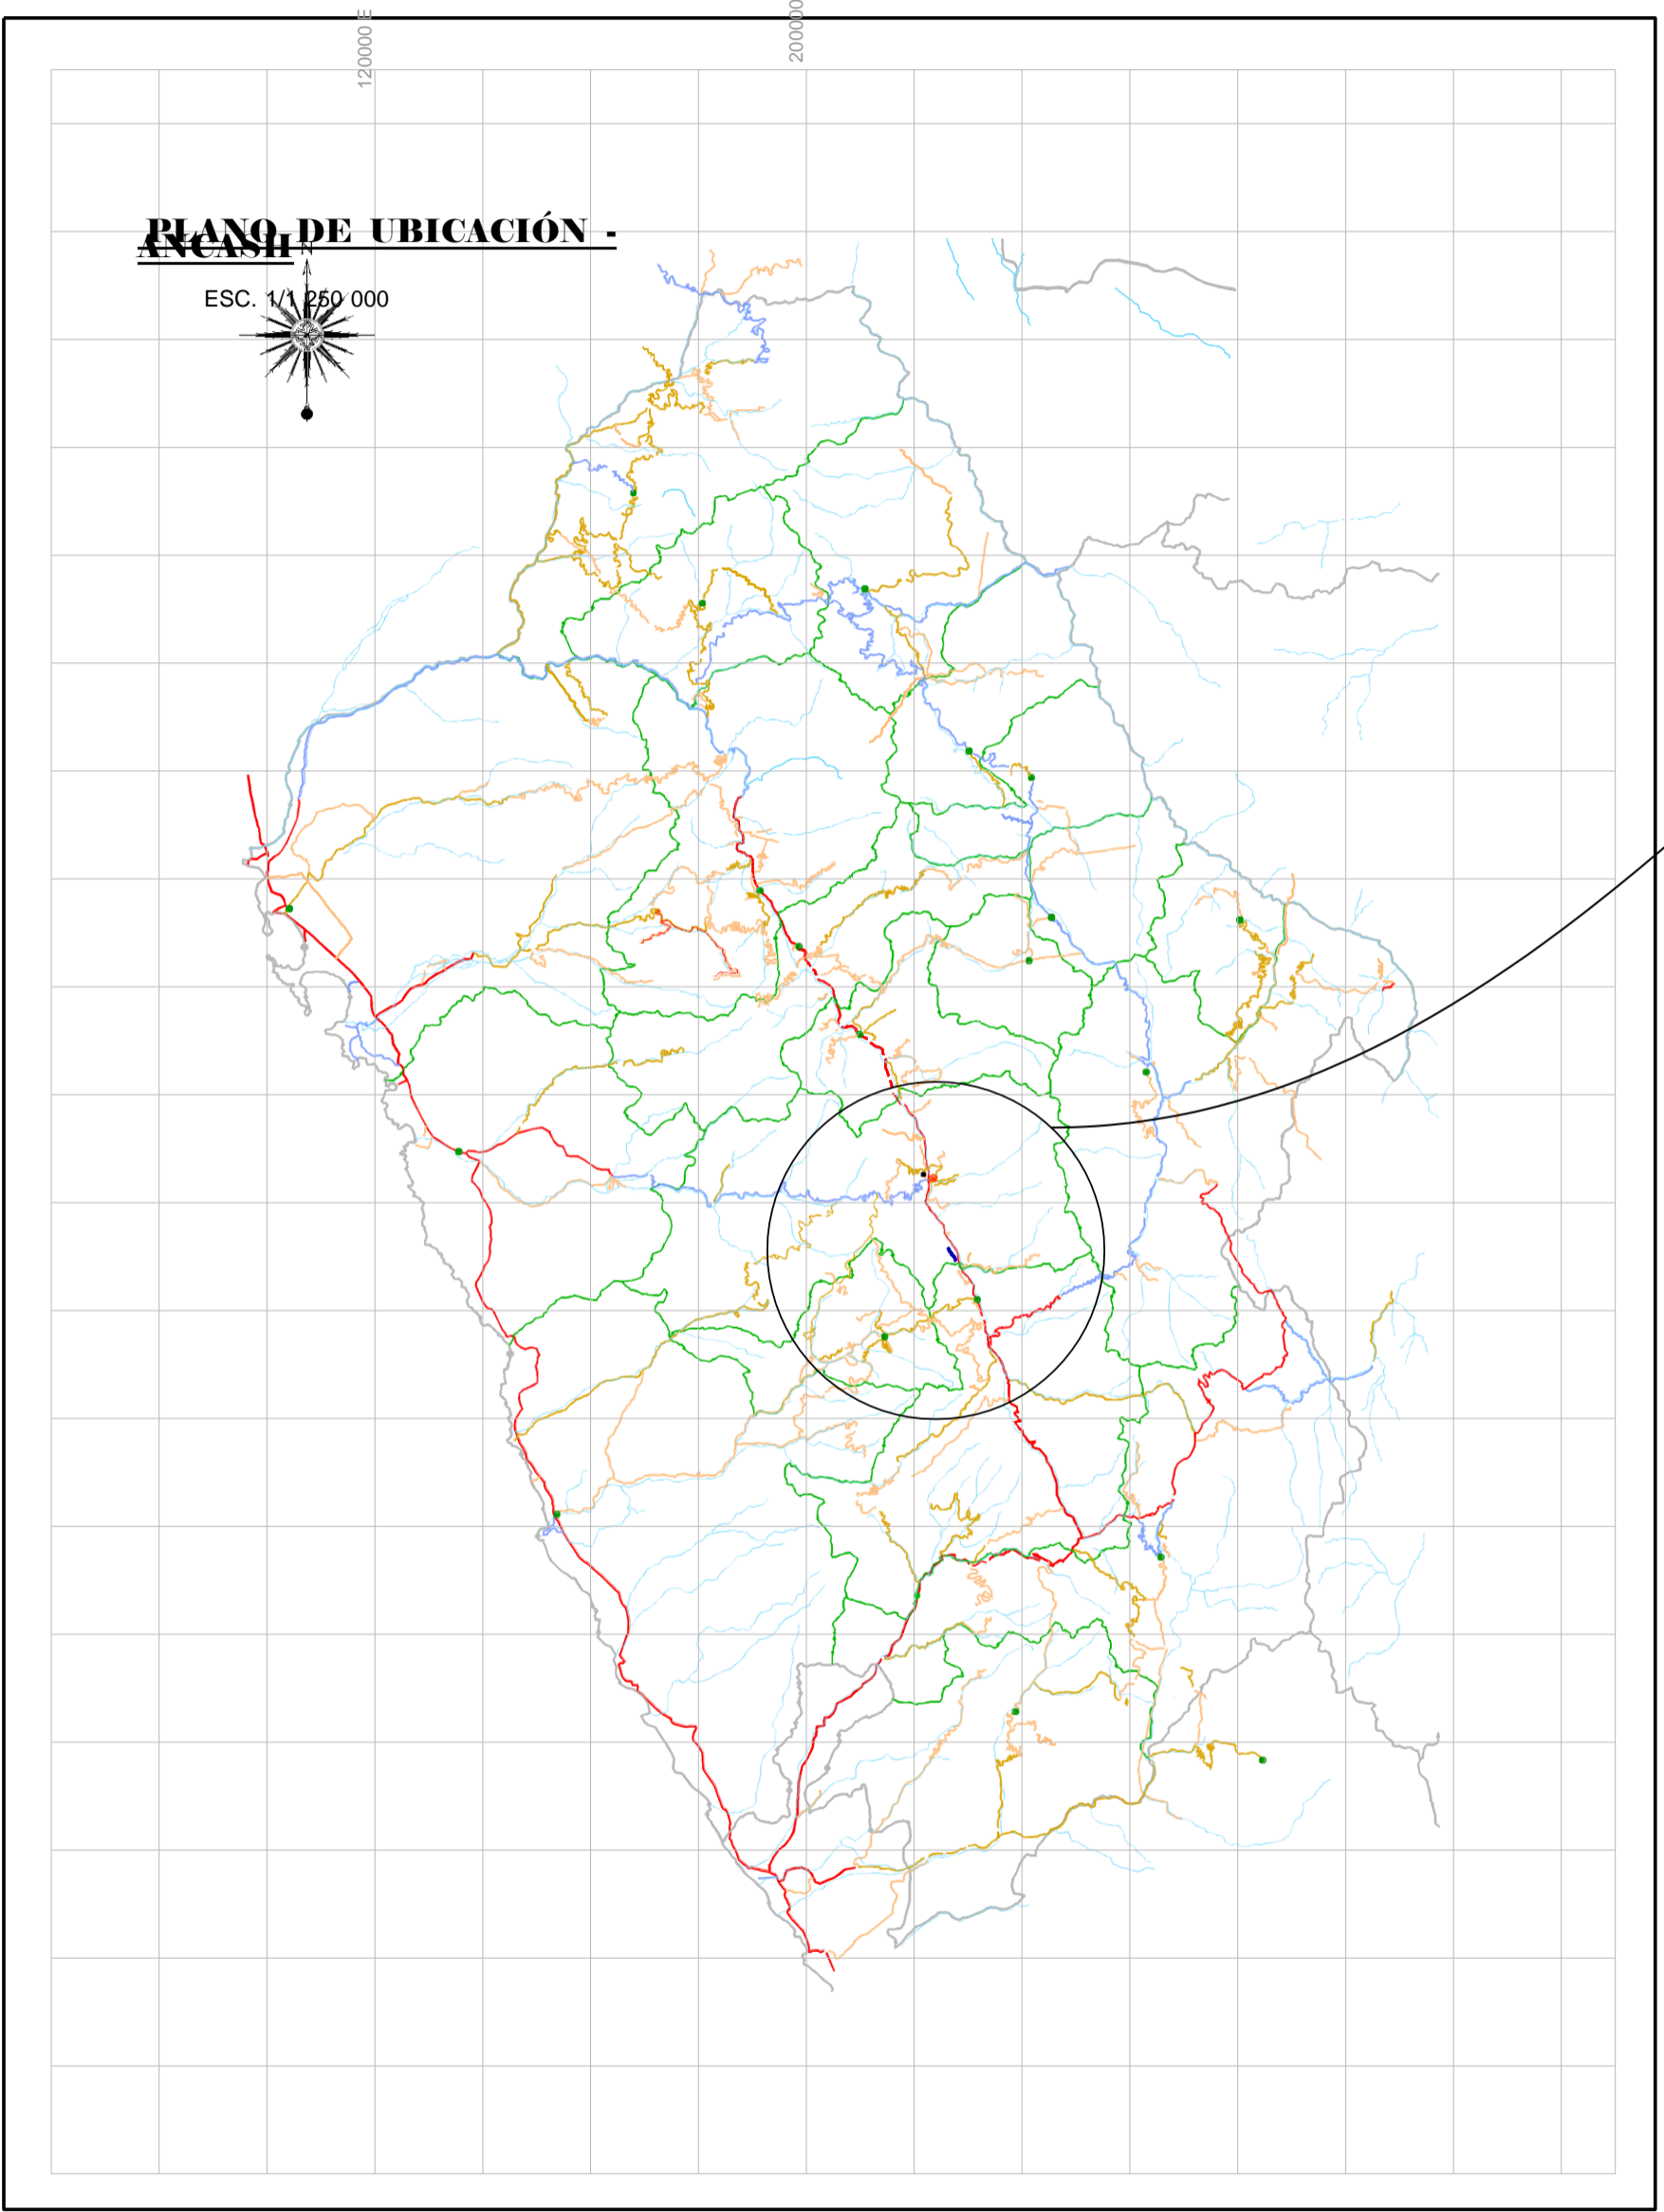 120000 E
200000
PLANO DE UBICACIÓN -
ANCASH
N
ESC. 1/1 250 000